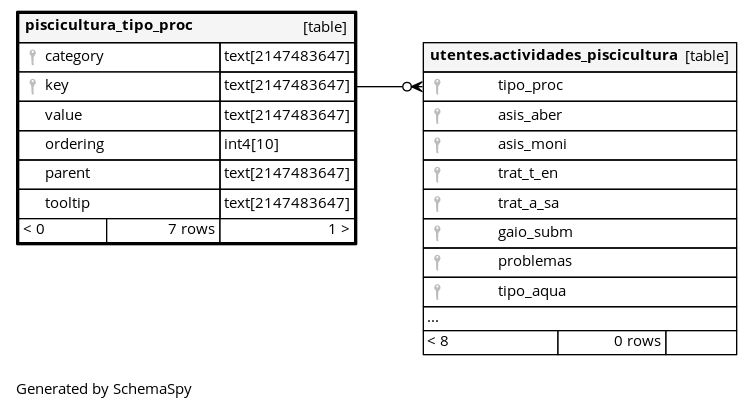 piscicultura_tipo_proc [table]
category text[2147483647]
key text[2147483647]
value text[2147483647]
ordering int4[10]
parent text[2147483647]
tooltip text[2147483647]
< 0 7 rows 1 >
utentes.actividades_piscicultura [table]
tipo_proc
asis_aber
asis_moni
trat_t_en
trat_a_sa
gaio_subm
problemas
tipo_aqua
...
< 8 0 rows
Generated by SchemaSpy